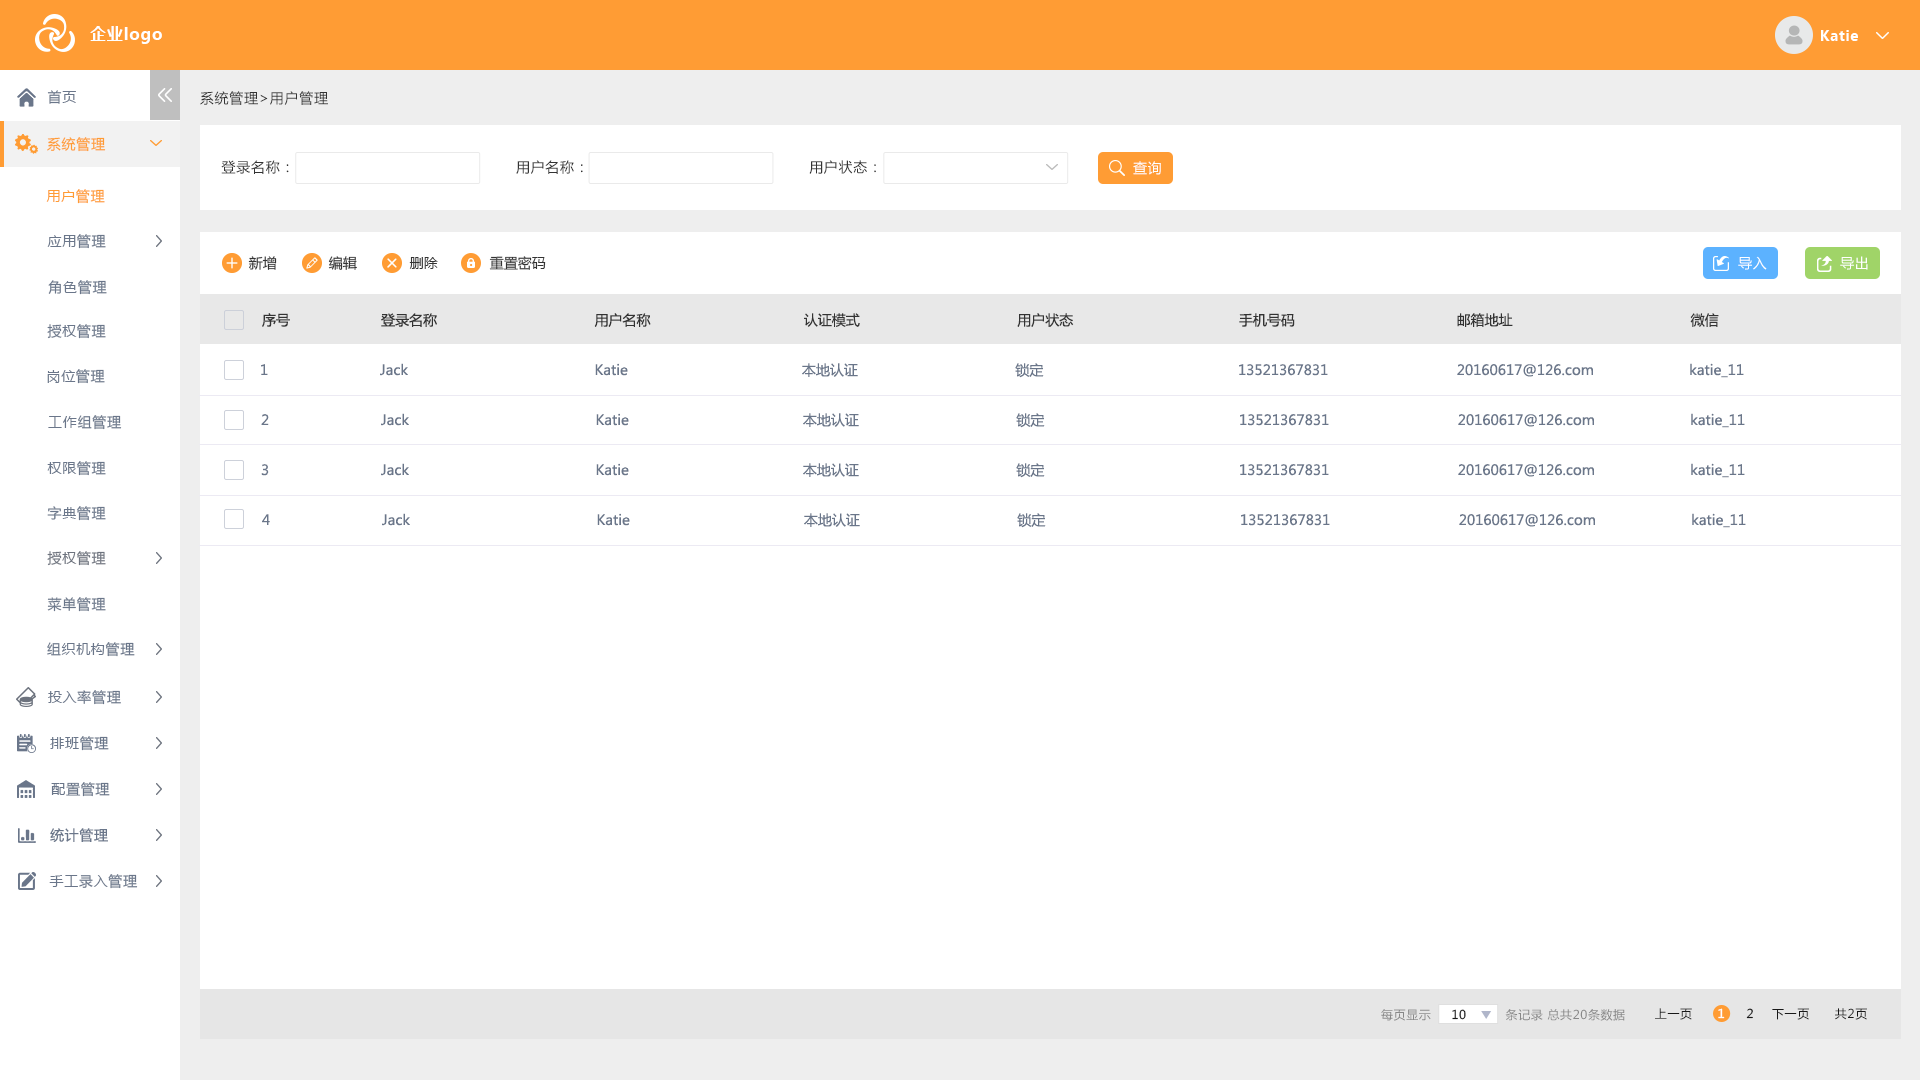 企业logo
Katie
首页
系统管理
用户管理
应用管理
角色管理
授权管理
岗位管理
工作组管理
权限管理
字典管理
授权管理
菜单管理
组织机构管理
投入率管理
排班管理
配置管理
统计管理
手工录入管理
系统管理>用户管理
登录名称： 用户名称： 用户状态： 查询
新增 编辑 删除 重置密码 导入 导出
序号 登录名称 用户名称 认证模式 用户状态 手机号码 邮箱地址 微信
1 Jack Katie 本地认证 锁定 13521367831 20160617@126.com katie_11
2 Jack Katie 本地认证 锁定 13521367831 20160617@126.com katie_11
3 Jack Katie 本地认证 锁定 13521367831 20160617@126.com katie_11
4 Jack Katie 本地认证 锁定 13521367831 20160617@126.com katie_11
每页显示 10 条记录 总共20条数据 上一页 1 2 下一页 共2页